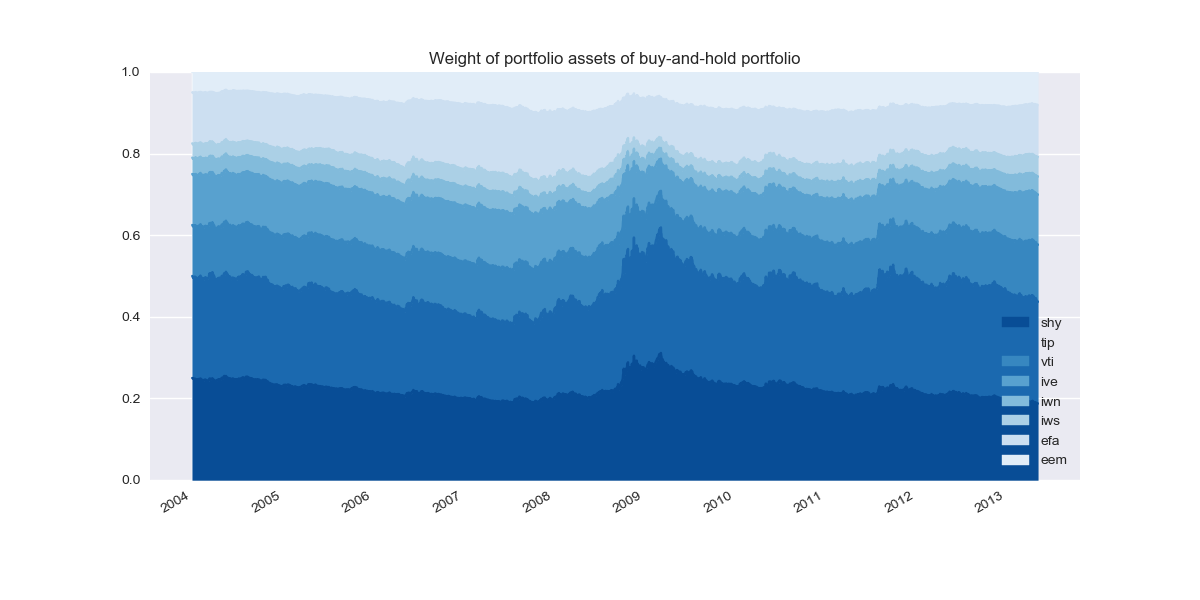 Weight of portfolio assets of buy-and-hold portfolio
1.0
0.8
0.6
0.4
0.2
0.0
shy
tip
vti
ive
iwn
iws
efa
eem
2004 2005 2006 2007 2008 2009 2010 2011 2012 2013